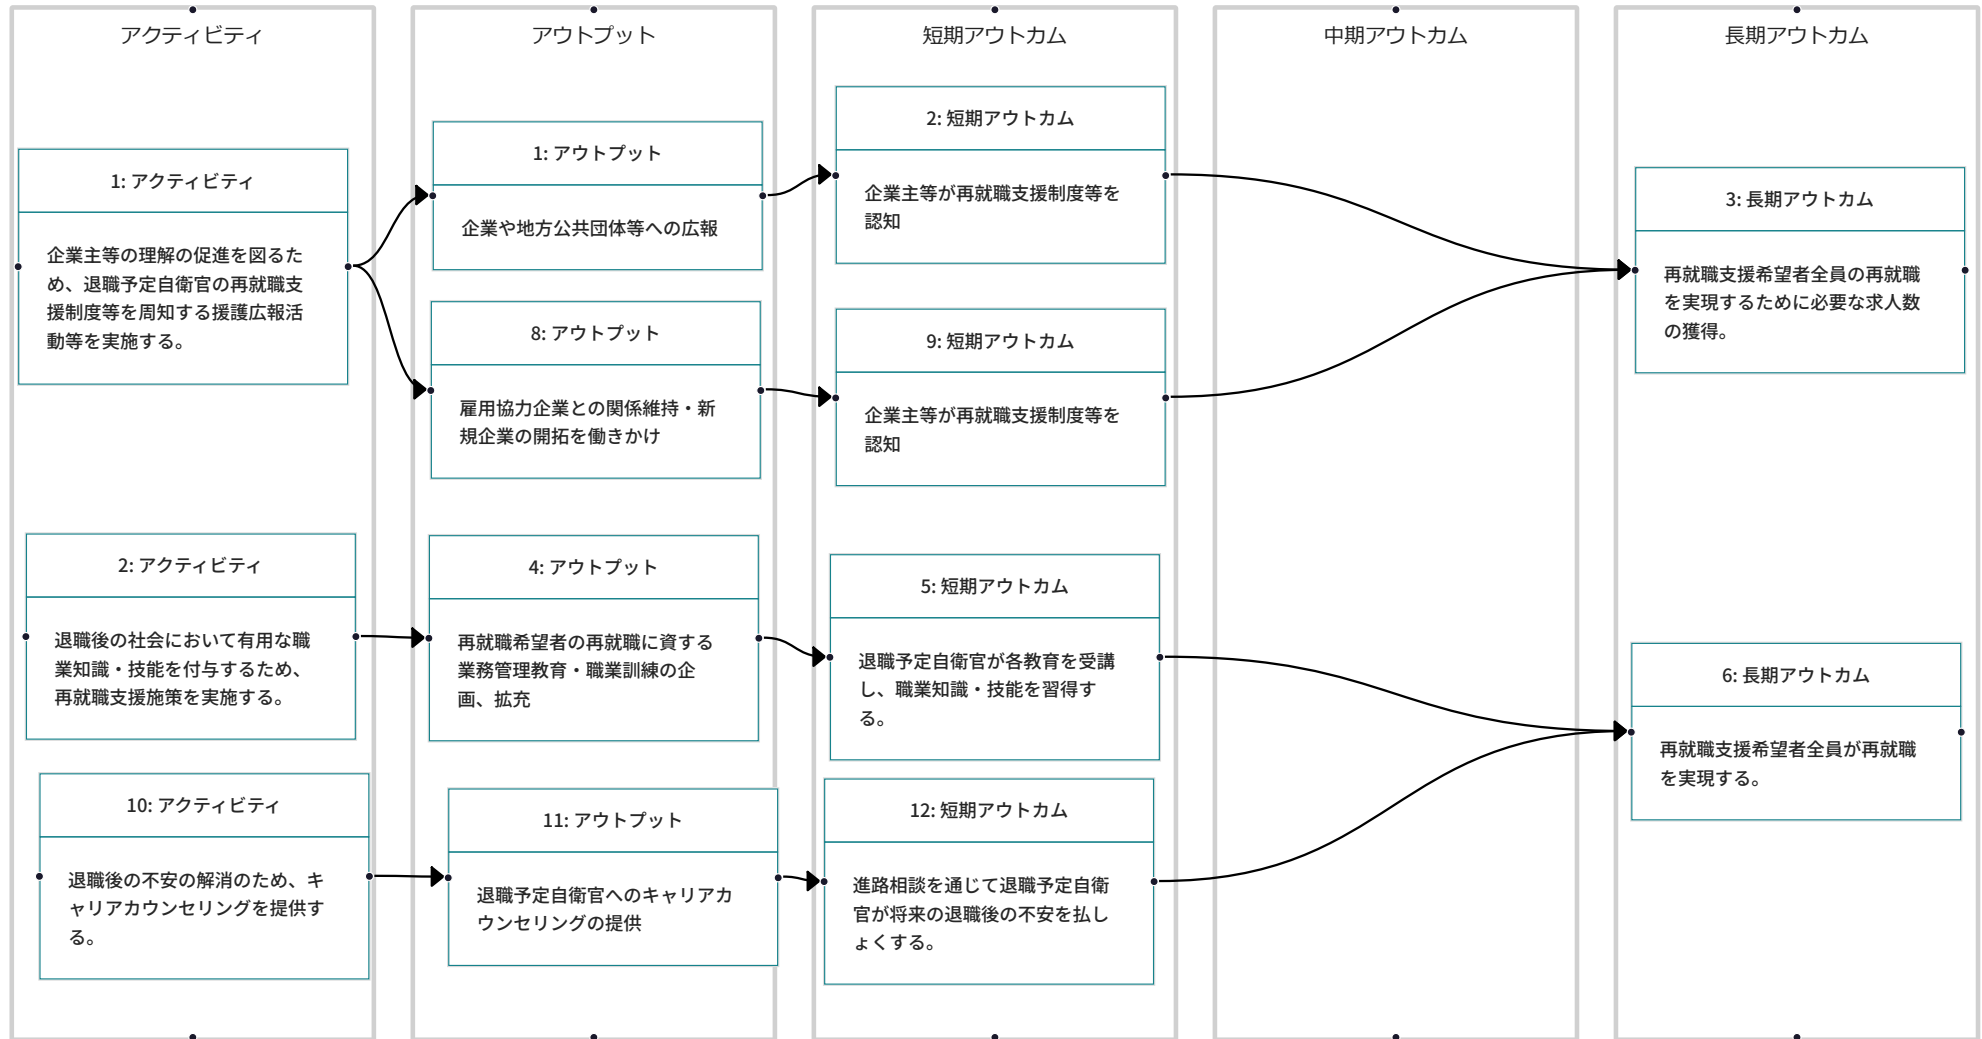 アクティビティ
アウトプット
短期アウトカム
中期アウトカム
長期アウトカム
1: アクティビティ
企業主等の理解の促進を図るた
め、退職予定自衛官の再就職支
援制度等を周知する援護広報活
動等を実施する。
2: アクティビティ
退職後の社会において有用な職
業知識・技能を付与するため、
再就職支援施策を実施する。
10: アクティビティ
退職後の不安の解消のため、キ
ャリアカウンセリングを提供す
る。
1: アウトプット
企業や地方公共団体等への広報
8: アウトプット
雇用協力企業との関係維持・新
規企業の開拓を働きかけ
4: アウトプット
再就職希望者の再就職に資する
業務管理教育・職業訓練の企
画、拡充
11: アウトプット
退職予定自衛官へのキャリアカ
ウンセリングの提供
2: 短期アウトカム
企業主等が再就職支援制度等を
認知
9: 短期アウトカム
企業主等が再就職支援制度等を
認知
5: 短期アウトカム
退職予定自衛官が各教育を受講
し、職業知識・技能を習得す
る。
12: 短期アウトカム
進路相談を通じて退職予定自衛
官が将来の退職後の不安を払し
ょくする。
3: 長期アウトカム
再就職支援希望者全員の再就職
を実現するために必要な求人数
の獲得。
6: 長期アウトカム
再就職支援希望者全員が再就職
を実現する。